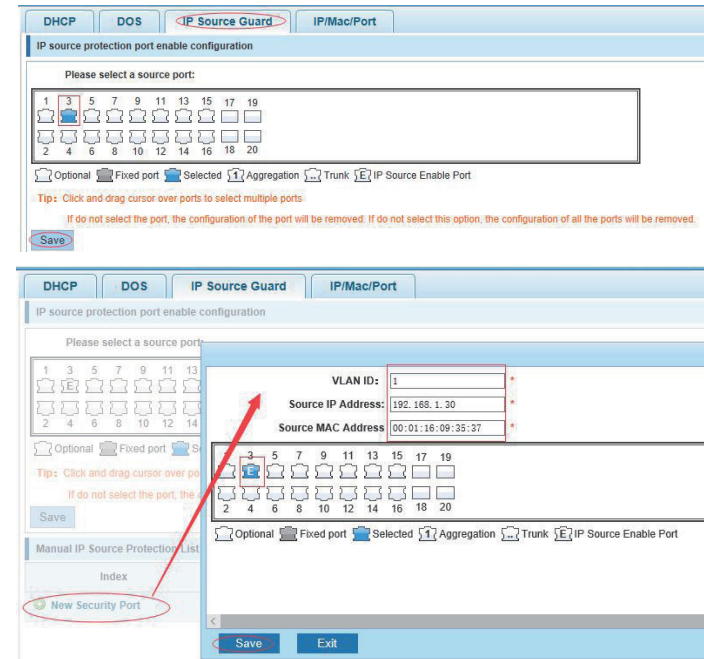 DHCP DOS IP Source Guard IP/Mac/Port
IP source protection port enable configuration
Please select a source port:
1 3 5 7 9 11 13 15 17 19
2 4 6 8 10 12 14 16 18 20
Optional Fixed port Selected 1 Aggregation ... Trunk E IP Source Enable Port
Tip: Click and drag cursor over ports to select multiple ports
If do not select the port, the configuration of the port will be removed. If do not select this option, the configuration of all the ports will be removed.
Save
DHCP DOS IP Source Guard IP/Mac/Port
IP source protection port enable configuration
Please select a source port:
1 3 5 7 9 11 13
E
2 4 6 8 10 12 14
Optional Fixed port
Tip: Click and drag cursor over
If do not select the port, the
Save
Manual IP Source Protection List
Index
New Security Port
VLAN ID: 1 *
Source IP Address: 192.168.1.30 *
Source MAC Address 00:01:16:09:35:37 *
3 5 7 9 11 13 15 17 19
E
2 4 6 8 10 12 14 16 18 20
Optional Fixed port Selected 1 Aggregation ... Trunk E IP Source Enable Port
Save Exit